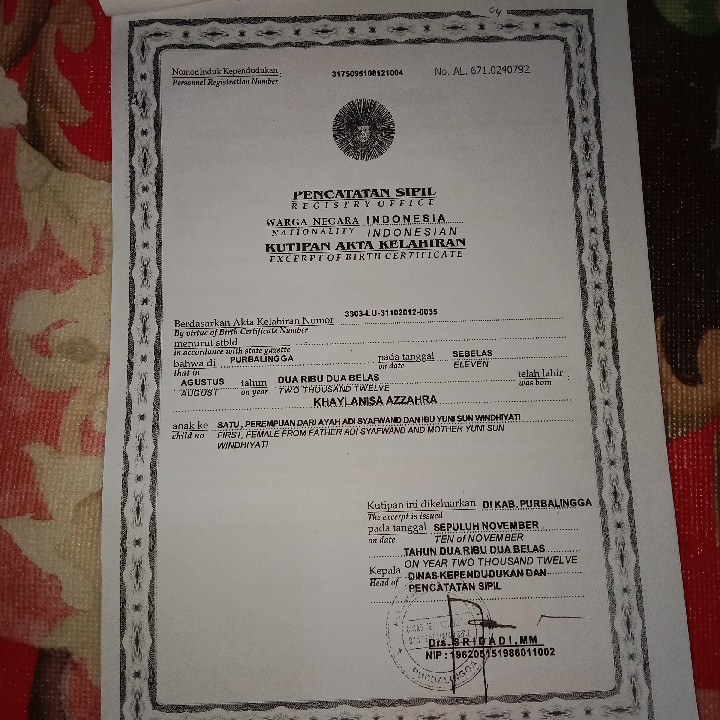 04
Nomor Induk Kependudukan . 3175095108121004 No. AL. 671.0240792
Personnel Registration Number
PENCATATAN SIPIL
REGISTRY OFFICE
WARGA NEGARA INDONESIA
NATIONALITY INDONESIAN
KUTIPAN AKTA KELAHIRAN
EXCERPT OF BIRTH CERTIFICATE
Berdasarkan Akta Kelahiran Nomor 3303-LU-31102012-0035
By virtue of Birth Certificate Number
menurut stbld
in accordance with state gazette
bahwa di PURBALINGGA pada tanggal SEBELAS
that in on date ELEVEN
AGUSTUS tahun DUA RIBU DUA BELAS telah lahir
AUGUST on year TWO THOUSAND TWELVE was born
KHAYLANISA AZZAHRA
anak ke SATU, PEREMPUAN DARI AYAH ADI SYAFWAND DAN IBU YUNI SUN WINDHIYATI
child no FIRST, FEMALE FROM FATHER ADI SYAFWAND AND MOTHER YUNI SUN
WINDHIYATI
Kutipan ini dikeluarkan DI KAB. PURBALINGGA
The excerpt is issued
pada tanggal SEPULUH NOVEMBER
on date TEN of NOVEMBER
TAHUN DUA RIBU DUA BELAS
ON YEAR TWO THOUSAND TWELVE
Kepala DINAS KEPENDUDUKAN DAN
Head of PENCATATAN SIPIL
Drs. SRIDADI, MM
NIP : 196205151986011002
PURBALINGGA